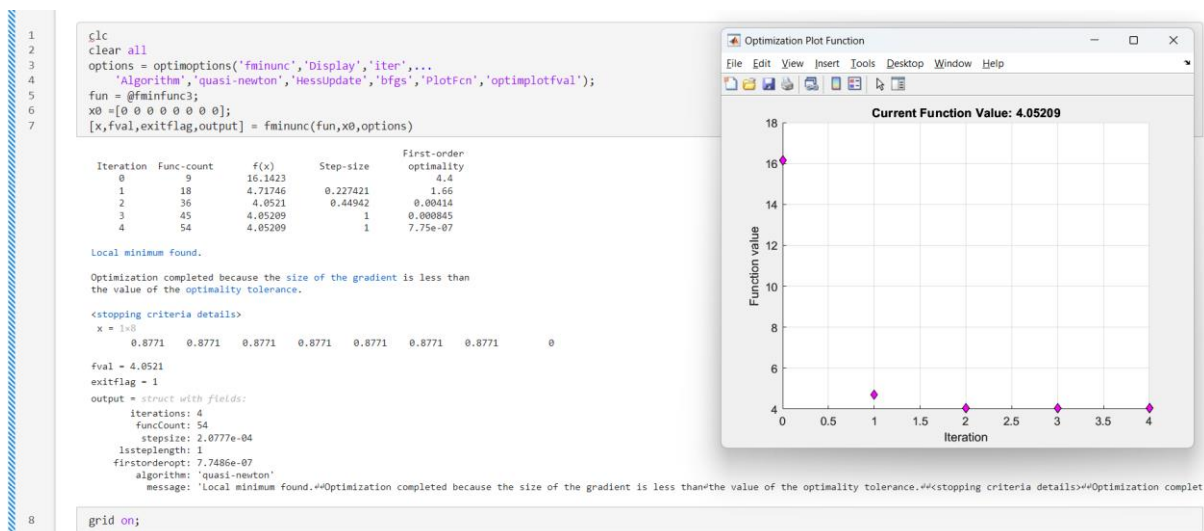 1 clc
2 clear all
3 options = optimoptions('fminunc','Display','iter',...
4 'Algorithm','quasi-newton','HessUpdate','bfgs','PlotFcn','optimplotfval');
5 fun = @fminfunc3;
6 x0 =[0 0 0 0 0 0 0 0];
7 [x,fval,exitflag,output] = fminunc(fun,x0,options)
First-order
Iteration Func-count f(x) Step-size optimality
0 9 16.1423 4.4
1 18 4.71746 0.227421 1.66
2 36 4.0521 0.44942 0.00414
3 45 4.05209 1 0.000845
4 54 4.05209 1 7.75e-07
Local minimum found.
Optimization completed because the size of the gradient is less than
the value of the optimality tolerance.
<stopping criteria details>
x = 1×8
0.8771 0.8771 0.8771 0.8771 0.8771 0.8771 0.8771 0
fval = 4.0521
exitflag = 1
output = struct with fields:
iterations: 4
funcCount: 54
stepsize: 2.0777e-04
lssteplength: 1
firstorderopt: 7.7486e-07
algorithm: 'quasi-newton'
message: 'Local minimum found.↵↵Optimization completed because the size of the gradient is less than↵the value of the optimality tolerance.↵↵<stopping criteria details>↵↵Optimization complet
8 grid on;
Optimization Plot Function
File Edit View Insert Tools Desktop Window Help
Current Function Value: 4.05209
18
16
14
12
10
8
6
4
Function value
0 0.5 1 1.5 2 2.5 3 3.5 4
Iteration